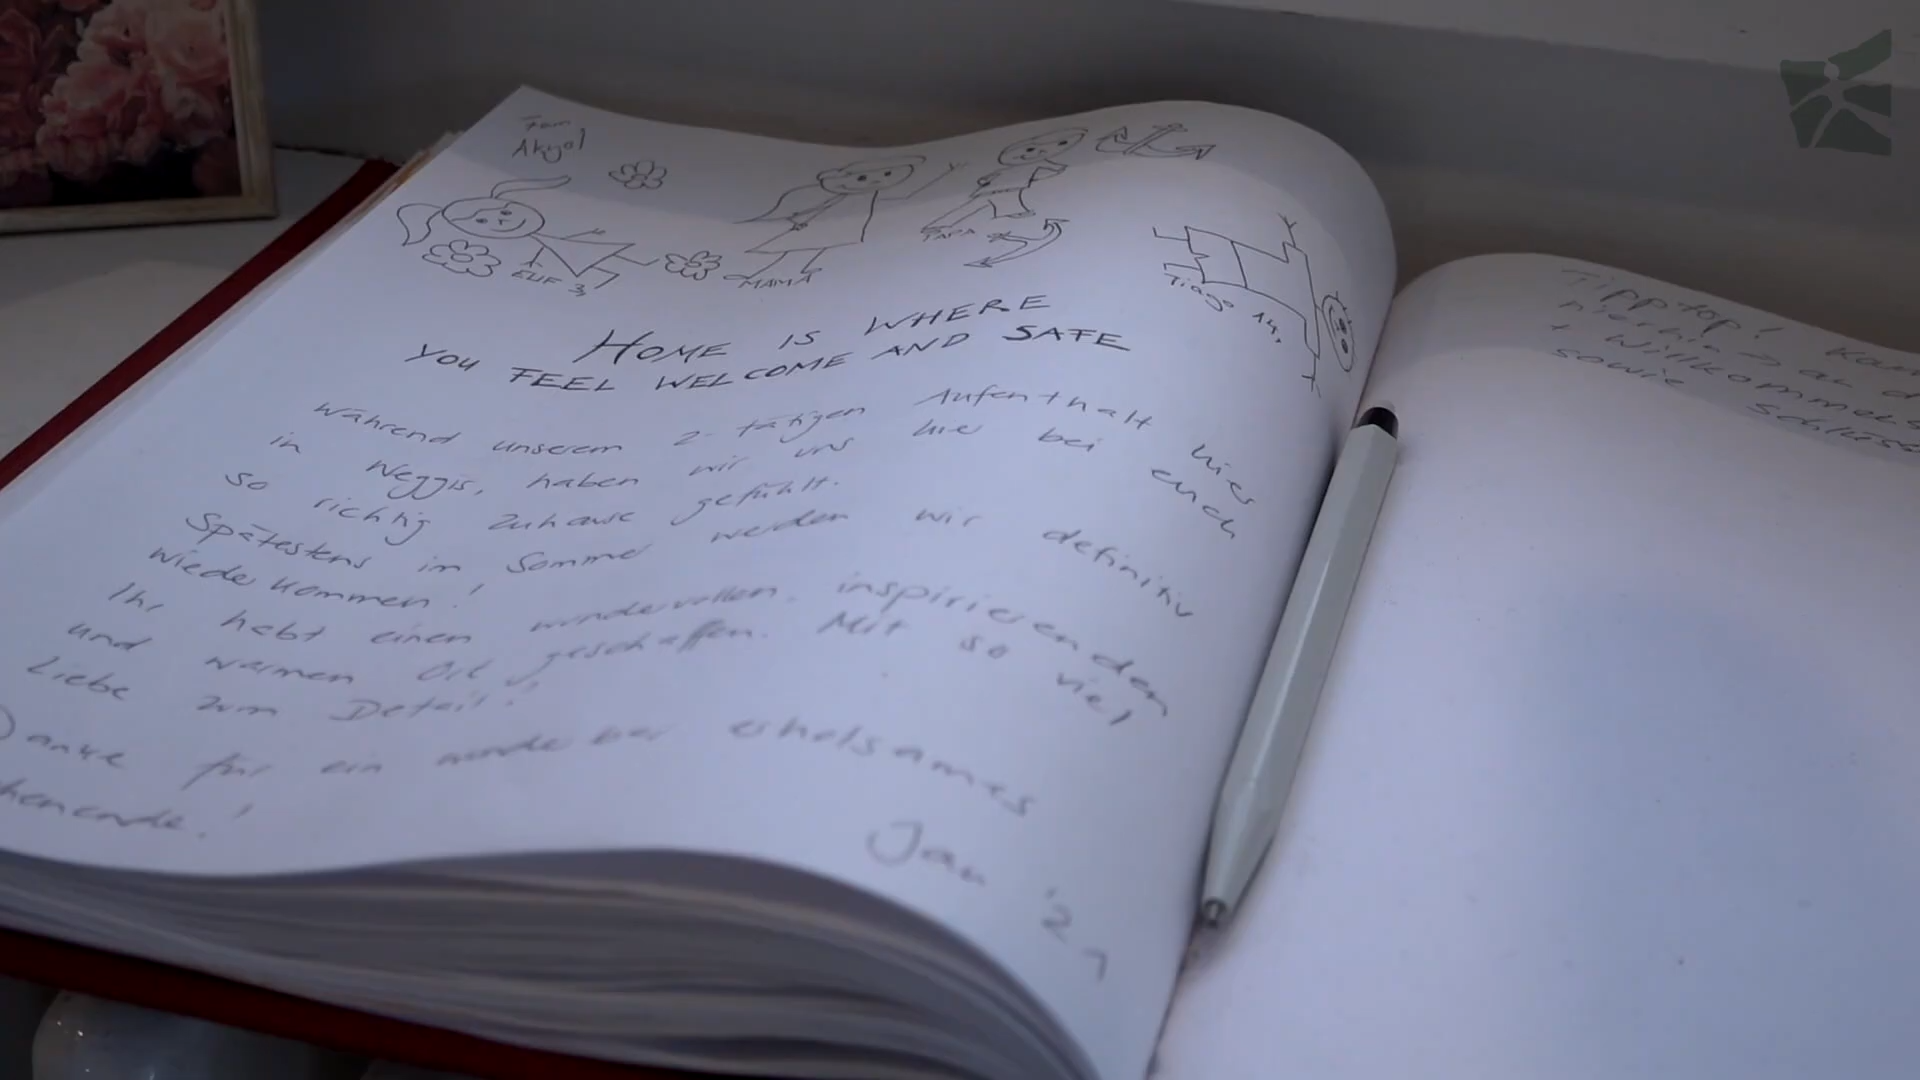 Fam
Akyol
ELIF 3,
MAMA
PAPA
Tiago 14,
HOME IS WHERE
YOU FEEL WELCOME AND SAFE
Während unserem 2-tätigen Aufenthalt hier
in Weggis, haben wir uns hier bei euch
so richtig zuhause gefühlt.
Spätestens im Sommer werden wir definitiv
wiederkommen!
Ihr habt einen wundervollen, inspirierenden
und warmen Ort geschaffen. Mit so viel
Liebe zum Detail!
Danke für ein wunderbar erholsames
henende!
Jan '21
Tipptop!
+ Willkommens
sowie schlüss